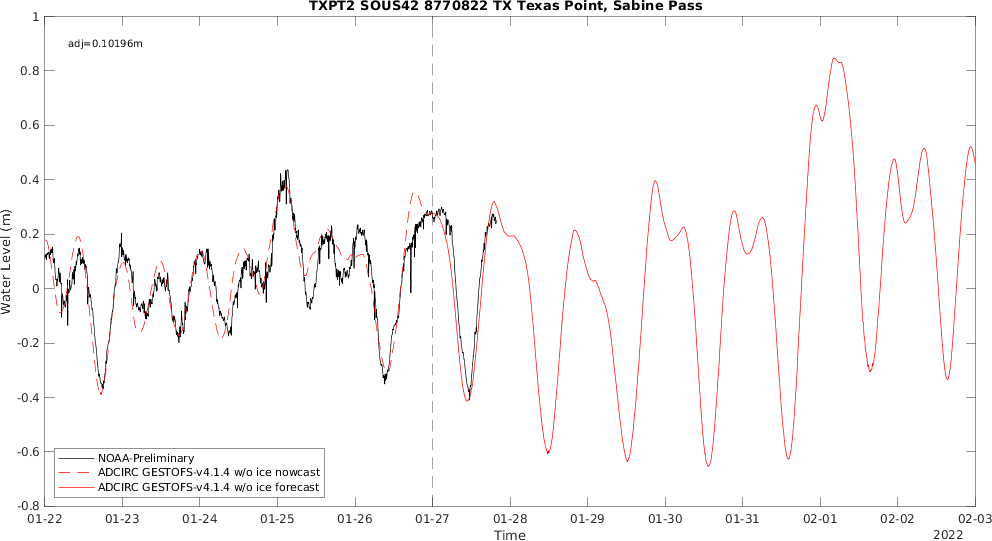 TXPT2 SOUS42 8770822 TX Texas Point, Sabine Pass
adj=0.10196m
1
0.8
0.6
0.4
0.2
0
-0.2
-0.4
-0.6
-0.8
Water Level (m)
NOAA-Preliminary
ADCIRC GESTOFS-v4.1.4 w/o ice nowcast
ADCIRC GESTOFS-v4.1.4 w/o ice forecast
01-22 01-23 01-24 01-25 01-26 01-27 01-28 01-29 01-30 01-31 02-01 02-02 02-03
Time
2022